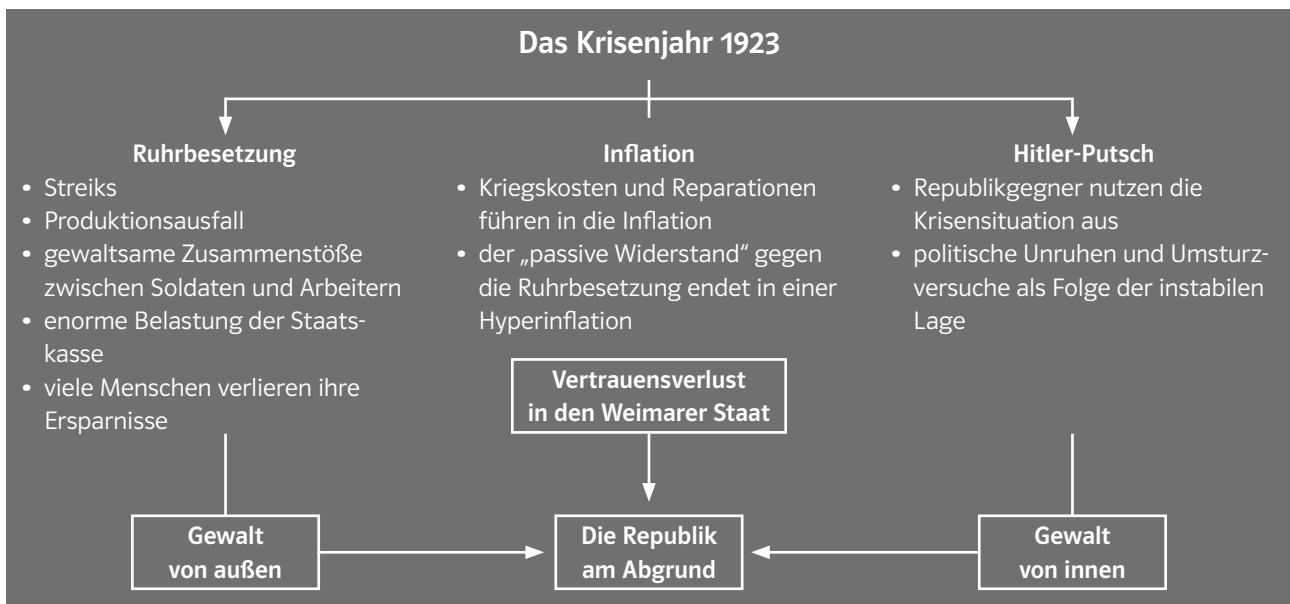 Das Krisenjahr 1923
Ruhrbesetzung
• Streiks
• Produktionsausfall
• gewaltsame Zusammenstöße
zwischen Soldaten und Arbeitern
• enorme Belastung der Staats-
kasse
• viele Menschen verlieren ihre
Ersparnisse
Inflation
• Kriegskosten und Reparationen
führen in die Inflation
• der „passive Widerstand“ gegen
die Ruhrbesetzung endet in einer
Hyperinflation
Hitler-Putsch
• Republikgegner nutzen die
Krisensituation aus
• politische Unruhen und Umsturz-
versuche als Folge der instabilen
Lage
Vertrauensverlust
in den Weimarer Staat
Gewalt
von außen
Die Republik
am Abgrund
Gewalt
von innen